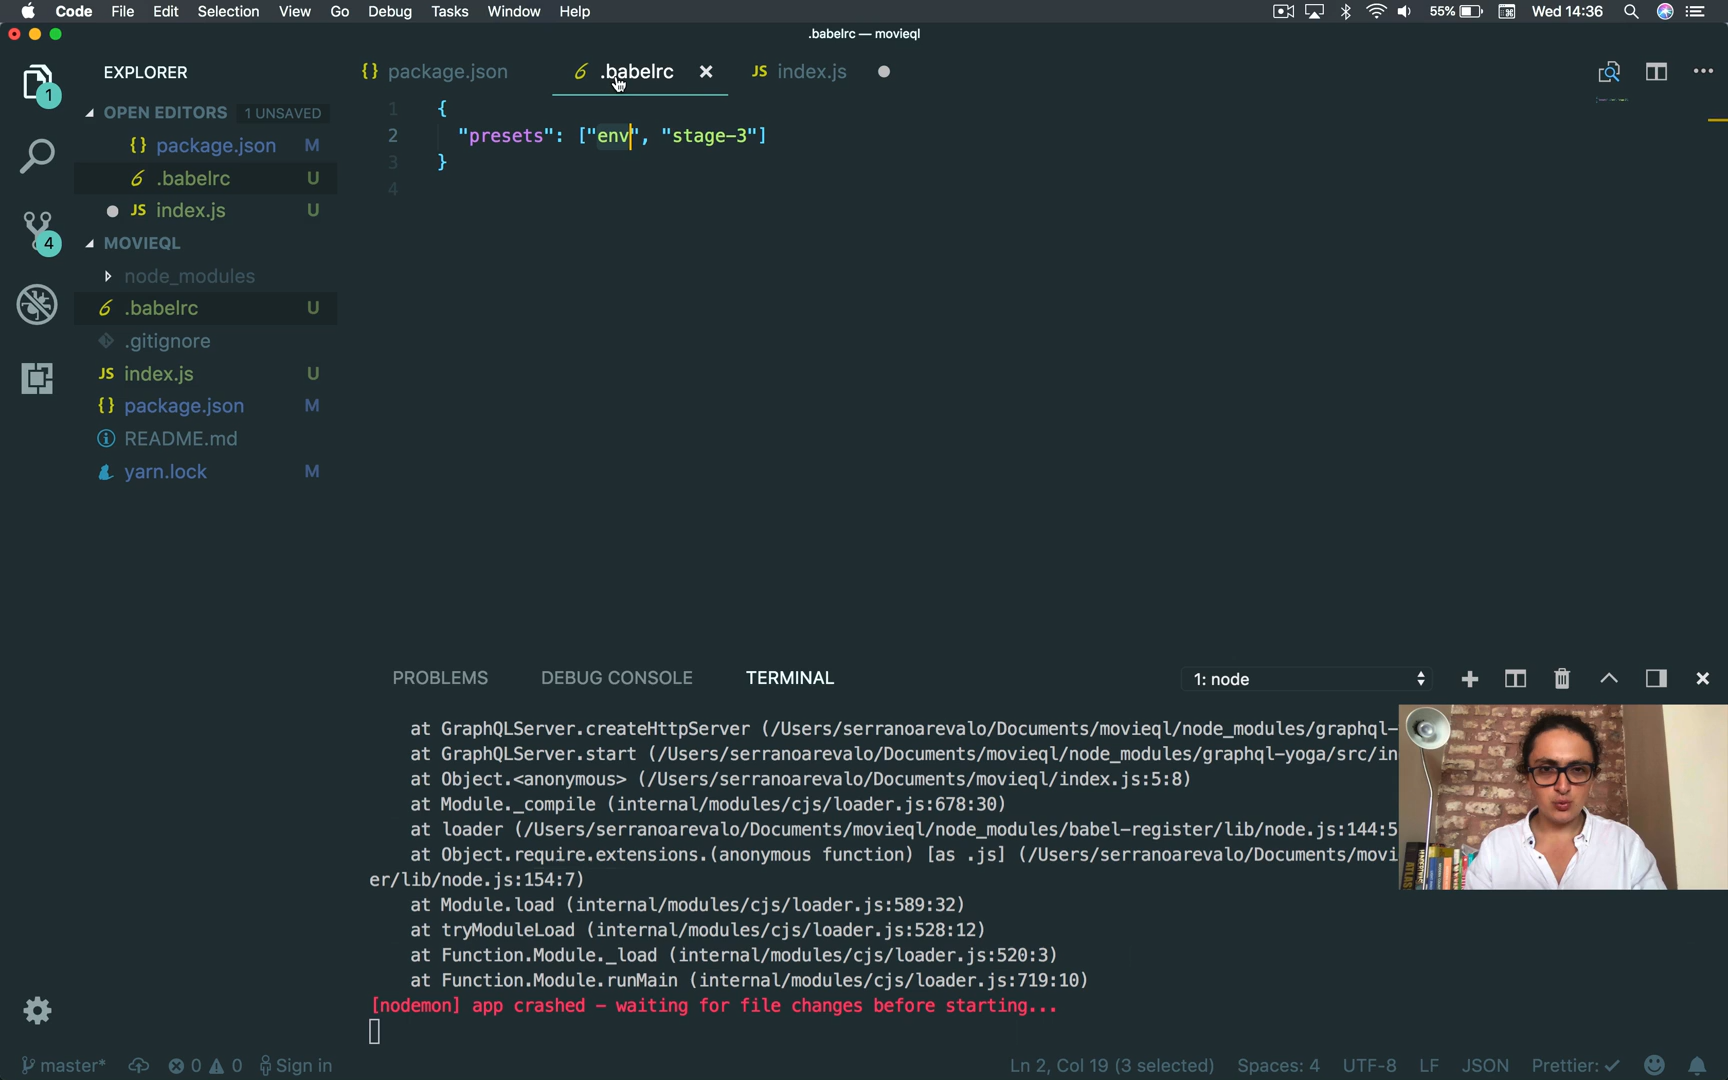 Code File Edit Selection View Go Debug Tasks Window Help 55% Wed 14:36
.babelrc — movieql
EXPLORER
{} package.json 6 .babelrc × JS index.js
OPEN EDITORS 1 UNSAVED
{} package.json M
6 .babelrc U
JS index.js U
MOVIEQL
node_modules
6 .babelrc U
.gitignore
JS index.js U
{} package.json M
README.md
yarn.lock M
1
4
1 {
2 "presets": ["env", "stage-3"]
3 }
4
PROBLEMS DEBUG CONSOLE TERMINAL 1: node
at GraphQLServer.createHttpServer (/Users/serranoarevalo/Documents/movieql/node_modules/graphql-
at GraphQLServer.start (/Users/serranoarevalo/Documents/movieql/node_modules/graphql-yoga/src/in
at Object.<anonymous> (/Users/serranoarevalo/Documents/movieql/index.js:5:8)
at Module._compile (internal/modules/cjs/loader.js:678:30)
at loader (/Users/serranoarevalo/Documents/movieql/node_modules/babel-register/lib/node.js:144:5
at Object.require.extensions.(anonymous function) [as .js] (/Users/serranoarevalo/Documents/movi
er/lib/node.js:154:7)
at Module.load (internal/modules/cjs/loader.js:589:32)
at tryModuleLoad (internal/modules/cjs/loader.js:528:12)
at Function.Module._load (internal/modules/cjs/loader.js:520:3)
at Function.Module.runMain (internal/modules/cjs/loader.js:719:10)
[nodemon] app crashed - waiting for file changes before starting...
master* 0 0 Sign in Ln 2, Col 19 (3 selected) Spaces: 4 UTF-8 LF JSON Prettier: ✓